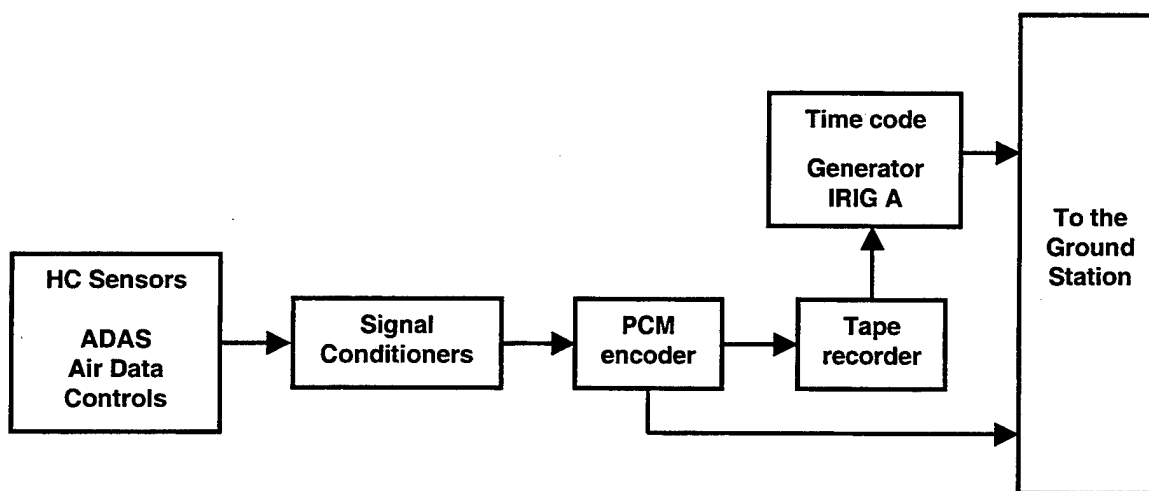 HC Sensors
ADAS
Air Data
Controls
Signal
Conditioners
PCM
encoder
Tape
recorder
Time code
Generator
IRIG A
To the
Ground
Station